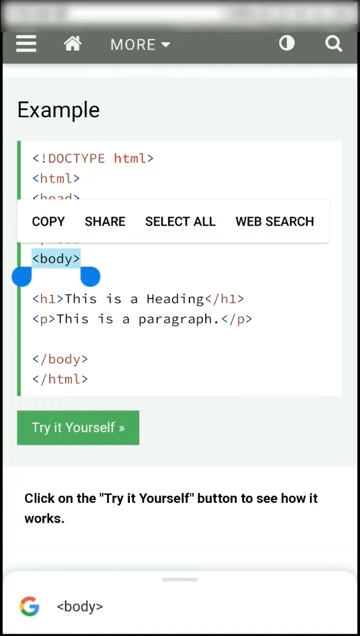 MORE
Example
<!DOCTYPE html>
<html>
<head>
COPY SHARE SELECT ALL WEB SEARCH
</head>
<body>
<h1>This is a Heading</h1>
<p>This is a paragraph.</p>
</body>
</html>
Try it Yourself »
Click on the "Try it Yourself" button to see how it
works.
G <body>